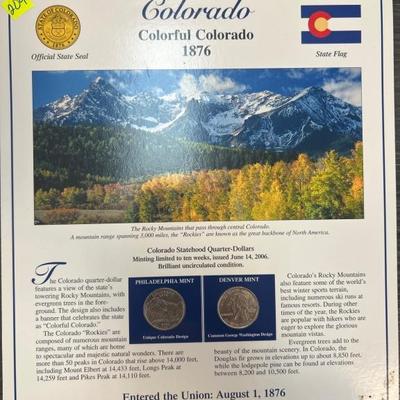 209
Colorado
Colorful Colorado
1876
Official State Seal
State Flag
The Rocky Mountains that pass through central Colorado.
A mountain range spanning 3,000 miles, the "Rockies" are known as the great backbone of North America.
Colorado Statehood Quarter-Dollars
Minting limited to ten weeks, issued June 14, 2006.
Brilliant uncirculated condition.
The Colorado quarter-dollar
features a view of the state's
towering Rocky Mountains, with
evergreen trees in the fore-
ground. The design also includes
a banner that celebrates the state
as "Colorful Colorado."
The Colorado "Rockies" are
composed of numerous mountain
ranges, many of which are home
to spectacular and majestic natural wonders. There are
more than 50 peaks in Colorado that rise above 14,000 feet,
including Mount Elbert at 14,433 feet, Longs Peak at
14,259 feet and Pikes Peak at 14,110 feet.
PHILADELPHIA MINT
Unique Colorado Design
DENVER MINT
Common George Washington Design
Colorado's Rocky Mountains
also feature some of the world's
best winter sports terrain,
including numerous ski runs at
famous resorts. During other
times of the year, the Rockies
are popular with hikers who are
eager to explore the mountain
vistas.
Evergreen trees add to the
beauty of the mountain scenery. In Colorado, the
Douglas fir grows in elevations up to about 8,850 feet,
while the lodgepole pine can be found at elevations
between 8,200 and 10,500 feet.
Entered the Union: August 1, 1876